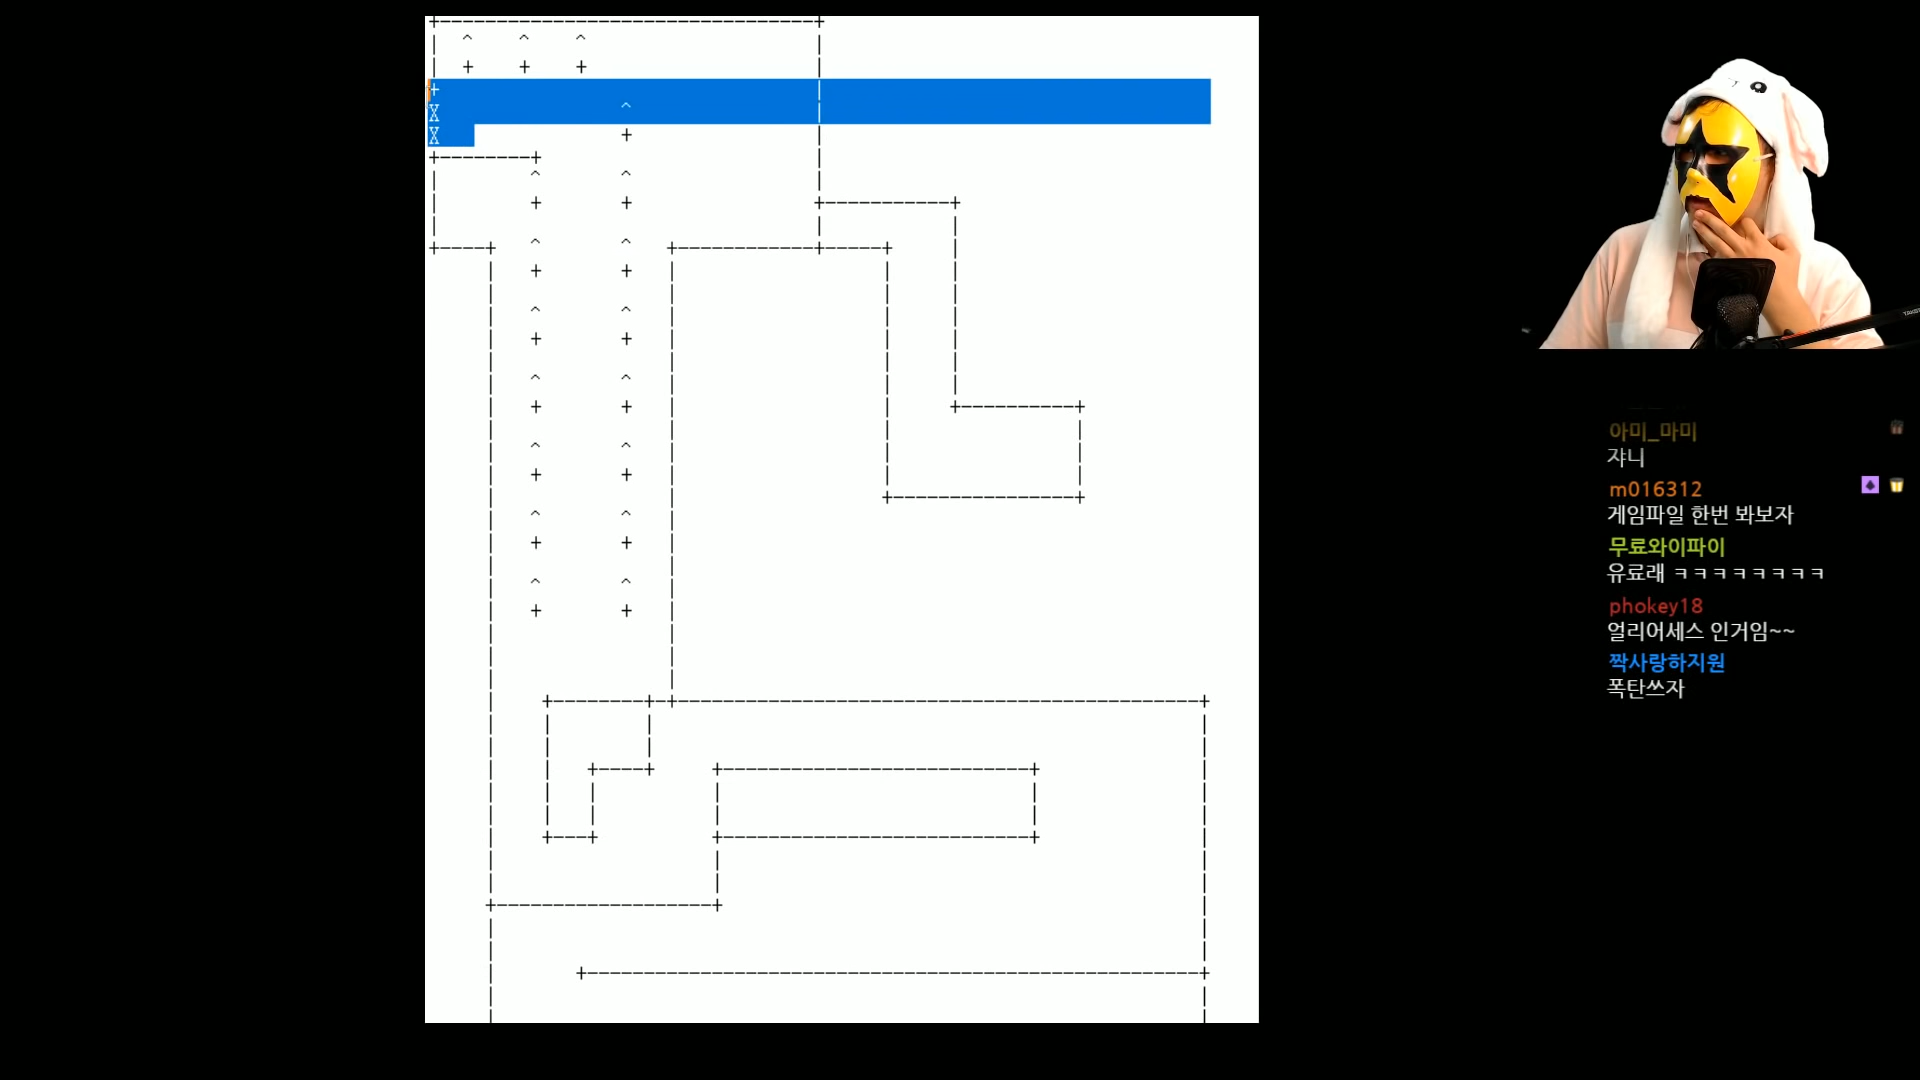 ^ ^ ^
+ + +
+
X ^
X +
+---------+
^ ^
+ +
^ ^
+ +
^ ^
+ +
^ ^
+ +
^ ^
+ +
^ ^
+ +
^ ^
+ +
아미_마미
쟈니
m016312
게임파일 한번 봐보자
무료와이파이
유료래 ㅋㅋㅋㅋㅋㅋㅋㅋ
phokey18
얼리어세스 인거임~~
짝사랑하지원
폭탄쓰자